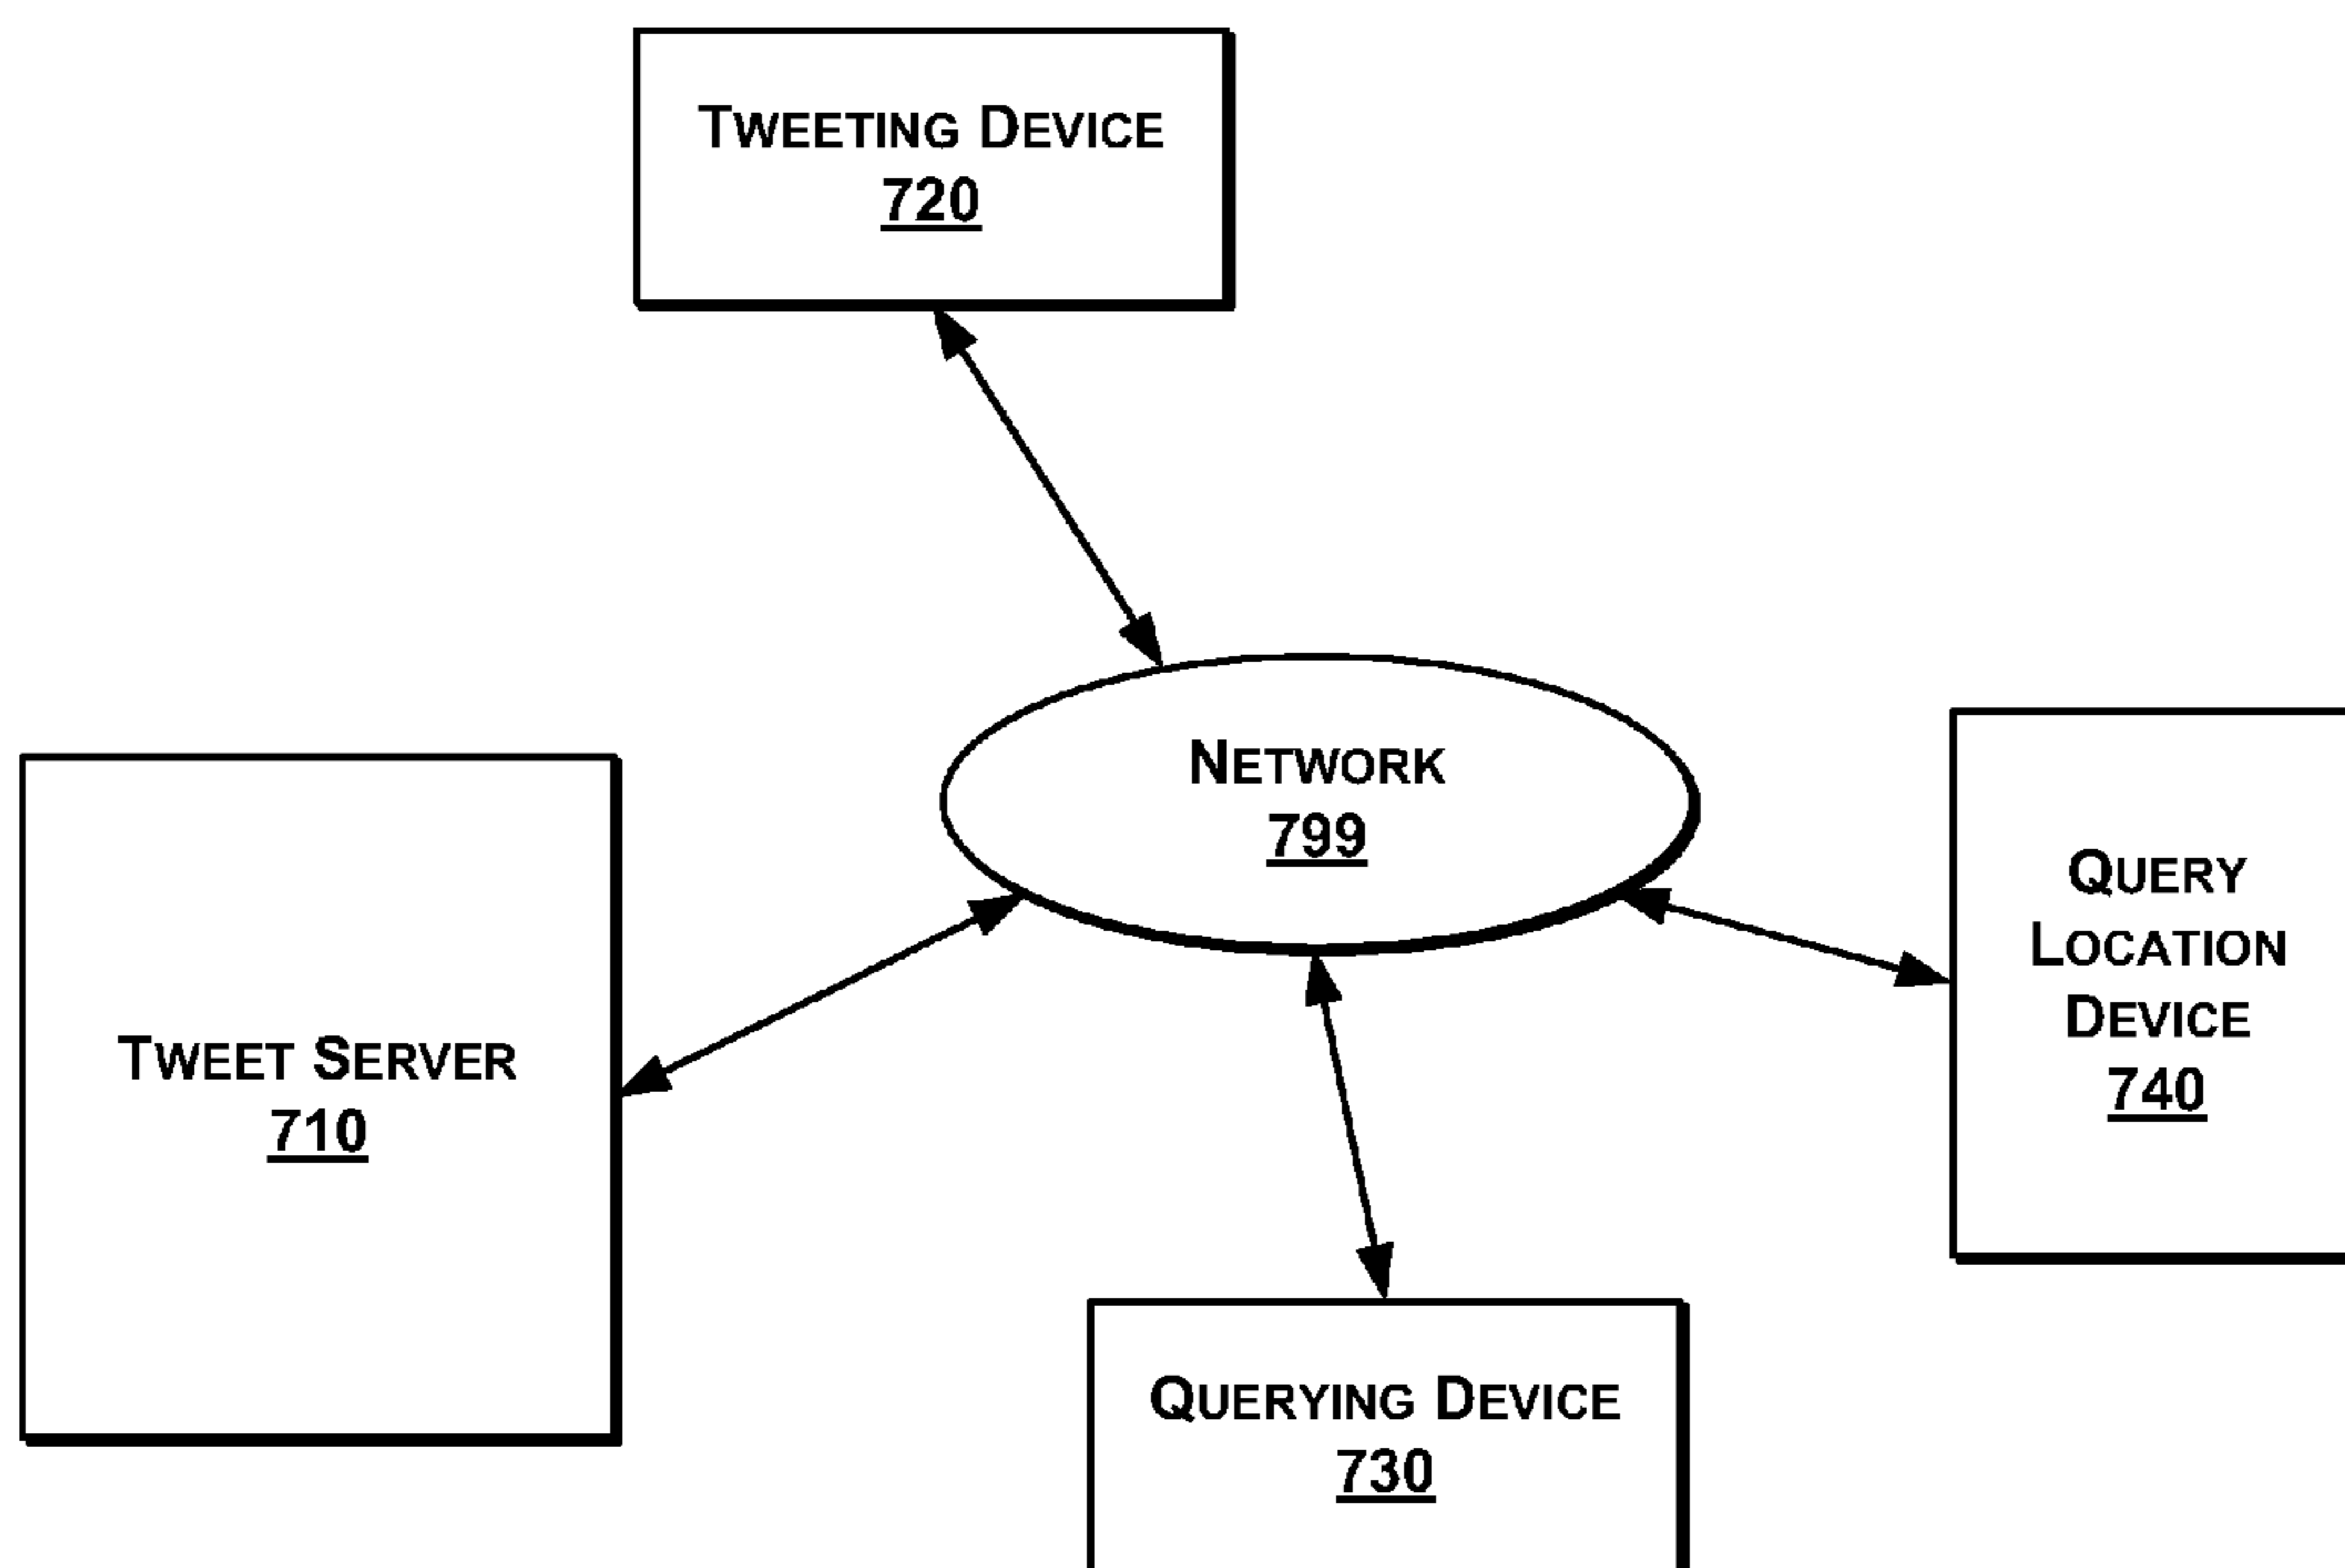 TWEETING DEVICE
720
NETWORK
799
QUERY
LOCATION
DEVICE
740
TWEET SERVER
710
QUERYING DEVICE
730